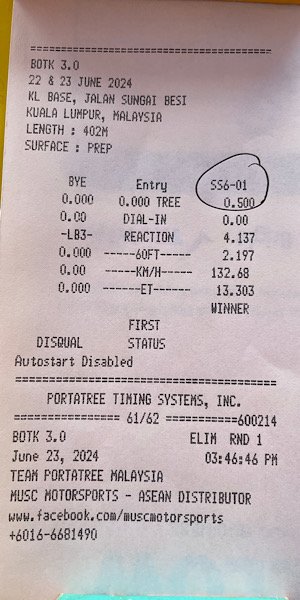 ========================================
BOTK 3.0
22 & 23 JUNE 2024
KL BASE, JALAN SUNGAI BESI
KUALA LUMPUR, MALAYSIA
LENGTH : 402M
SURFACE : PREP
BYE Entry SS6-01
0.000 0.000 TREE 0.500
0.00 DIAL-IN 0.00
-LB3- REACTION 4.137
0.000 ------60FT------ 2.197
0.00 ------KM/H------ 132.68
0.000 -------ET------- 13.303
WINNER
FIRST
DISQUAL STATUS
Autostart Disabled
========================================
PORTATREE TIMING SYSTEMS, INC.
================ 61/62 ===========600214
BOTK 3.0 ELIM RND 1
June 23, 2024 03:46:46 PM
TEAM PORTATREE MALAYSIA
MUSC MOTORSPORTS - ASEAN DISTRIBUTOR
www.facebook.com/muscmotorsports
+6016-6681490